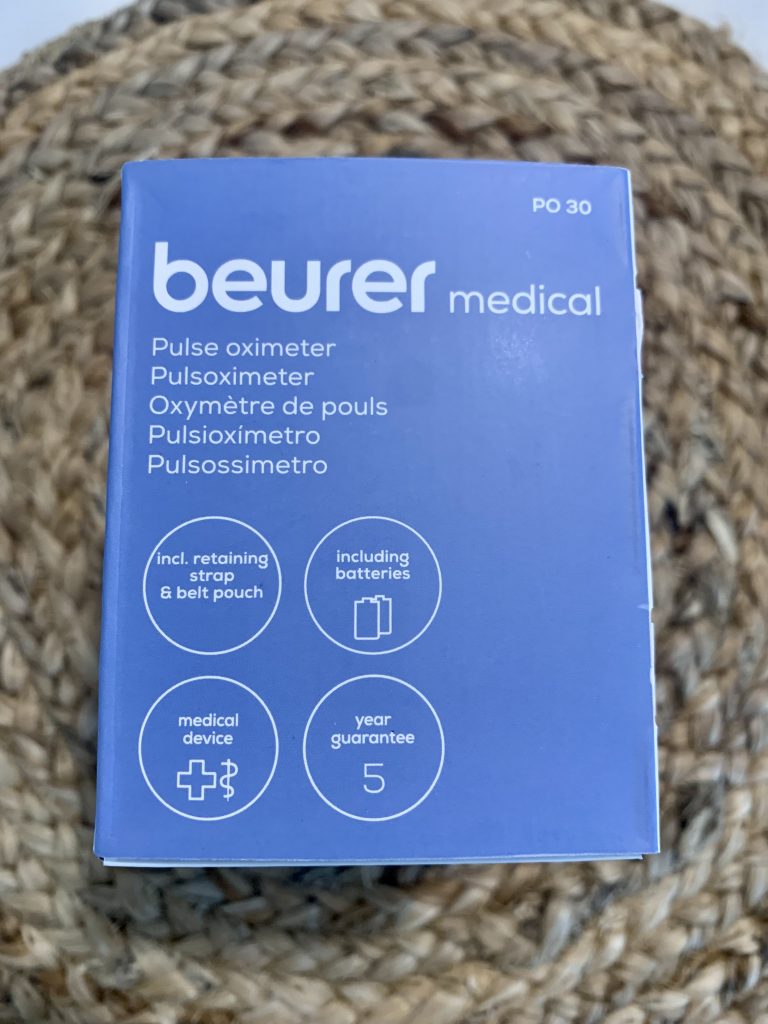 PO 30
beurer medical
Pulse oximeter
Pulsoximeter
Oxymètre de pouls
Pulsioxímetro
Pulsossimetro
incl. retaining
strap
& belt pouch
including
batteries
medical
device
year
guarantee
5